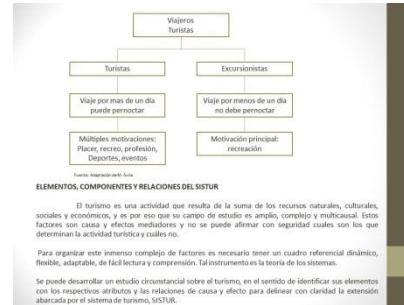 Viajeros
Turistas
Turistas
Excursionistas
Viaje por mas de un día
puede pernoctar
Viaje por menos de un día
no debe pernoctar
Múltiples motivaciones:
Placer, recreo, profesión,
Deportes, eventos
Motivación principal:
recreación
Fuente: Adaptación darM. Ávila
ELEMENTOS, COMPONENTES Y RELACIONES DEL SISTUR
El turismo es una actividad que resulta de la suma de los recursos naturales, culturales,
sociales y económicos, y es por eso que su campo de estudio es amplio, complejo y multicausal. Estos
factores son causa y efectos mediadores y no se puede afirmar con seguridad cuales son los que
determinan la actividad turística y cuáles no.
Para organizar este inmenso complejo de factores es necesario tener un cuadro referencial dinámico,
flexible, adaptable, de fácil lectura y comprensión. Tal instrumento es la teoría de los sistemas.
Se puede desarrollar un estudio circunstancial sobre el turismo, en el sentido de identificar sus elementos
con los respectivos atributos y las relaciones de causa y efecto para delinear con claridad la extensión
abarcada por el sistema de turismo, SISTUR.